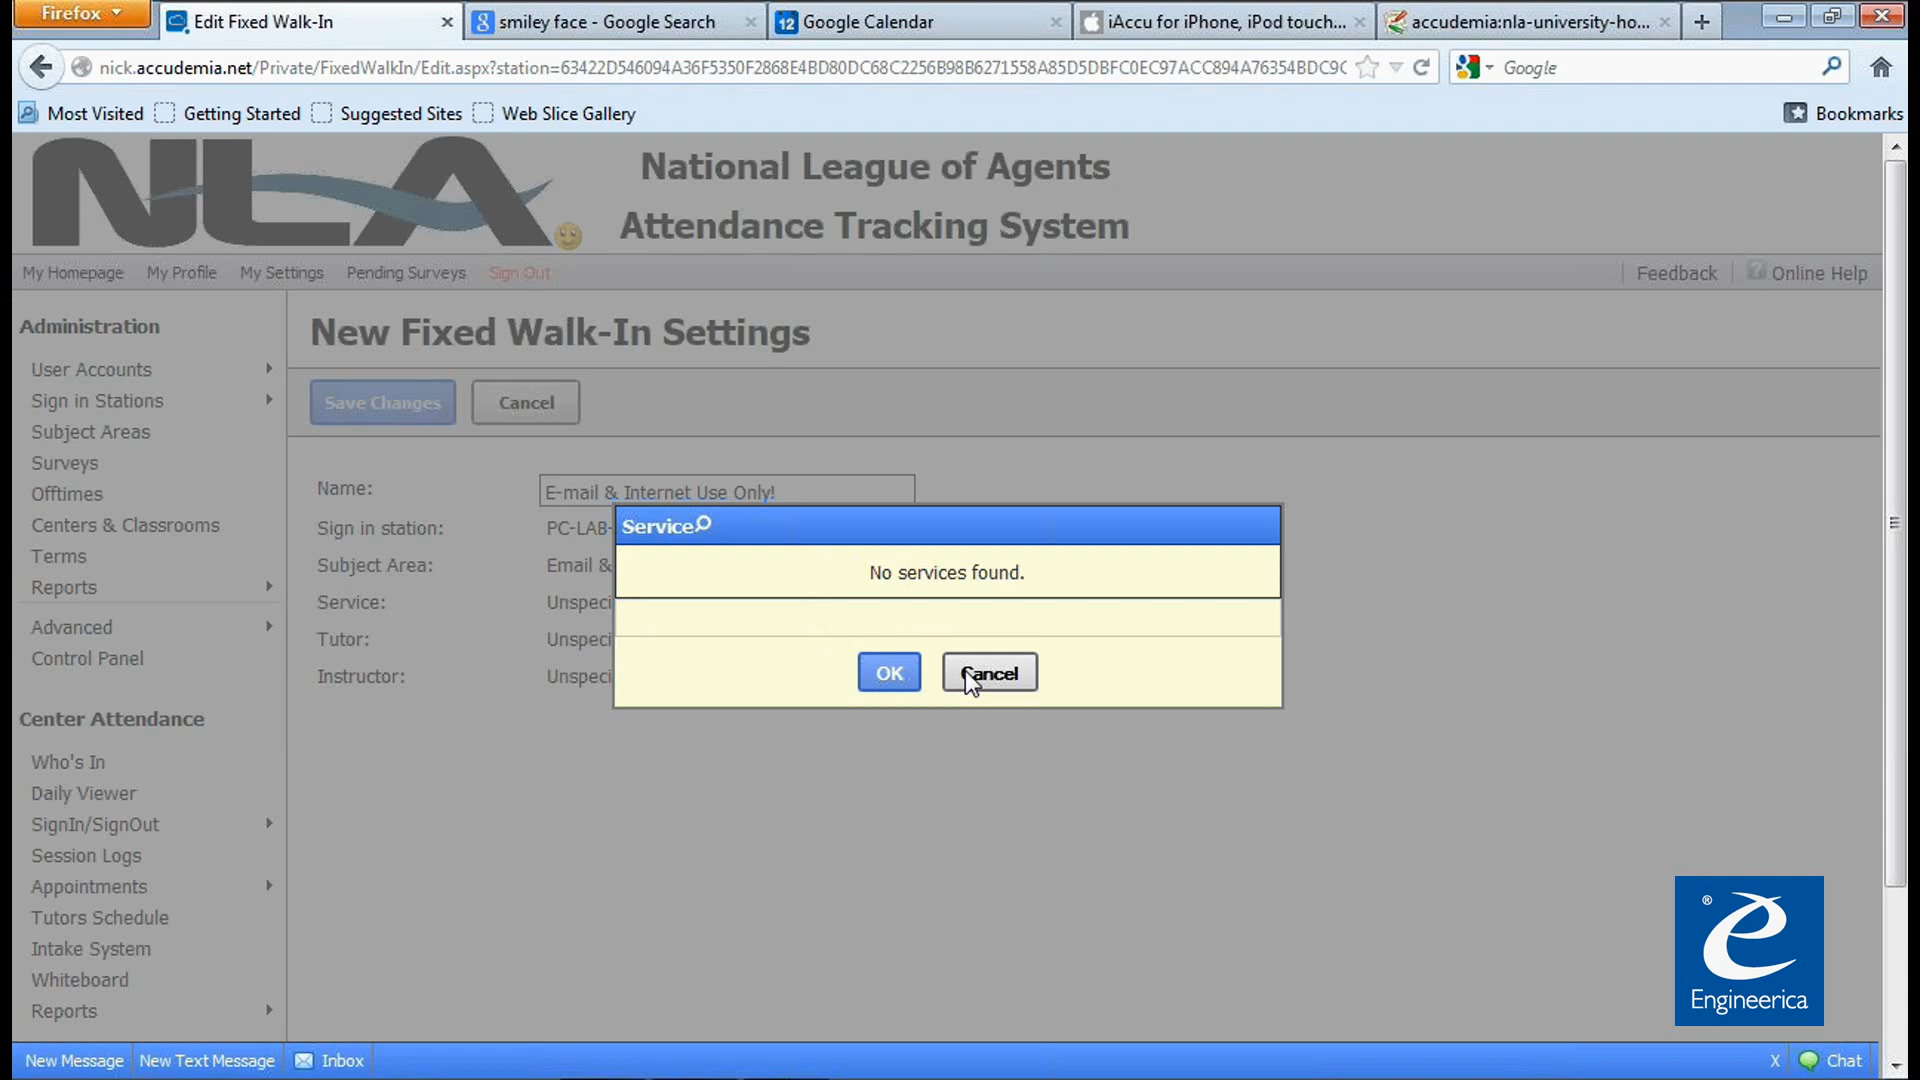 Firefox
Edit Fixed Walk-In
smiley face - Google Search
12
Google Calendar
iAccu for iPhone, iPod touch...
accudemia:nla-university-ho...
nick.accudemia.net/Private/FixedWalkIn/Edit.aspx?station=63422D546094A36F5350F2868E4BD80DC68C2256B98B6271558A85D5DBFC0EC97ACC894A76354BDC9C
Google
Most Visited
Getting Started
Suggested Sites
Web Slice Gallery
Bookmarks
NLA
National League of Agents
Attendance Tracking System
My Homepage
My Profile
My Settings
Pending Surveys
Sign Out
Feedback
Online Help
Administration
User Accounts
Sign in Stations
Subject Areas
Surveys
Offtimes
Centers & Classrooms
Terms
Reports
Advanced
Control Panel
Center Attendance
Who's In
Daily Viewer
SignIn/SignOut
Session Logs
Appointments
Tutors Schedule
Intake System
Whiteboard
Reports
New Fixed Walk-In Settings
Save Changes
Cancel
Name:
E-mail & Internet Use Only!
Sign in station:
PC-LAB-
Subject Area:
Email &
Service:
Unspeci
Tutor:
Unspeci
Instructor:
Unspeci
Service
No services found.
OK
Cancel
® e
Engineerica
New Message
New Text Message
Inbox
X
Chat